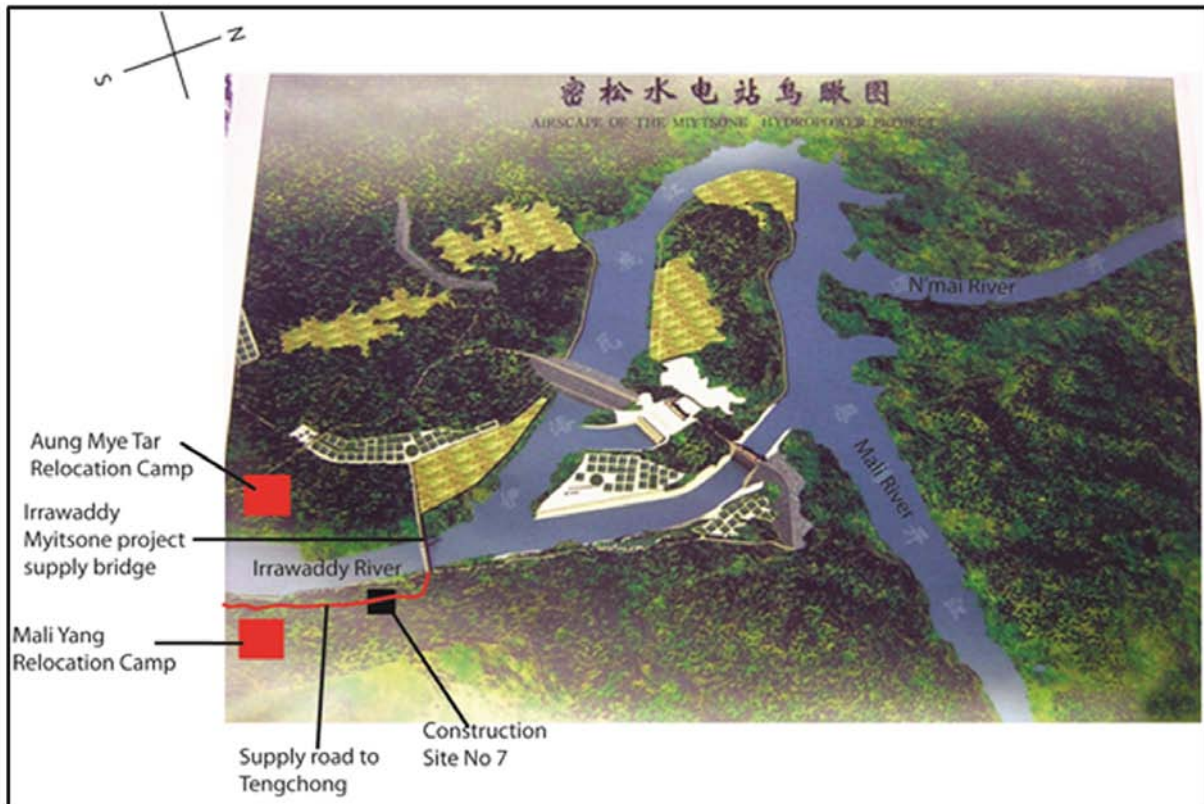 N
S
密松水电站鸟瞰图
AIRSCAPE OF THE MIYTSONE HYDROPOWER PROJECT
N'mai River
Mali River
Aung Mye Tar
Relocation Camp
Irrawaddy
Myitsone project
supply bridge
Irrawaddy River
Mali Yang
Relocation Camp
Construction
Site No 7
Supply road to
Tengchong